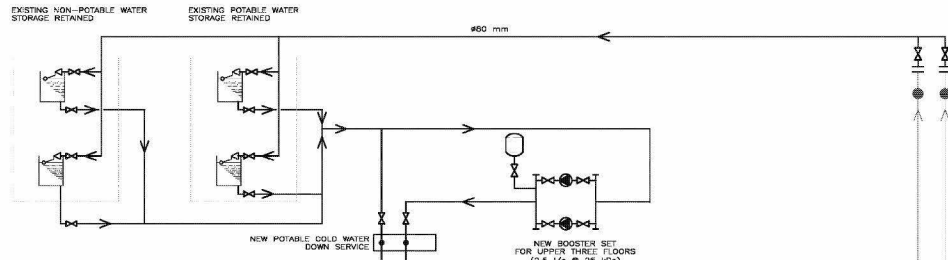 EXISTING NON-POTABLE WATER
STORAGE RETAINED
EXISTING POTABLE WATER
STORAGE RETAINED
ø80 mm
NEW POTABLE COLD WATER
DOWN SERVICE
NEW BOOSTER SET
FOR UPPER THREE FLOORS